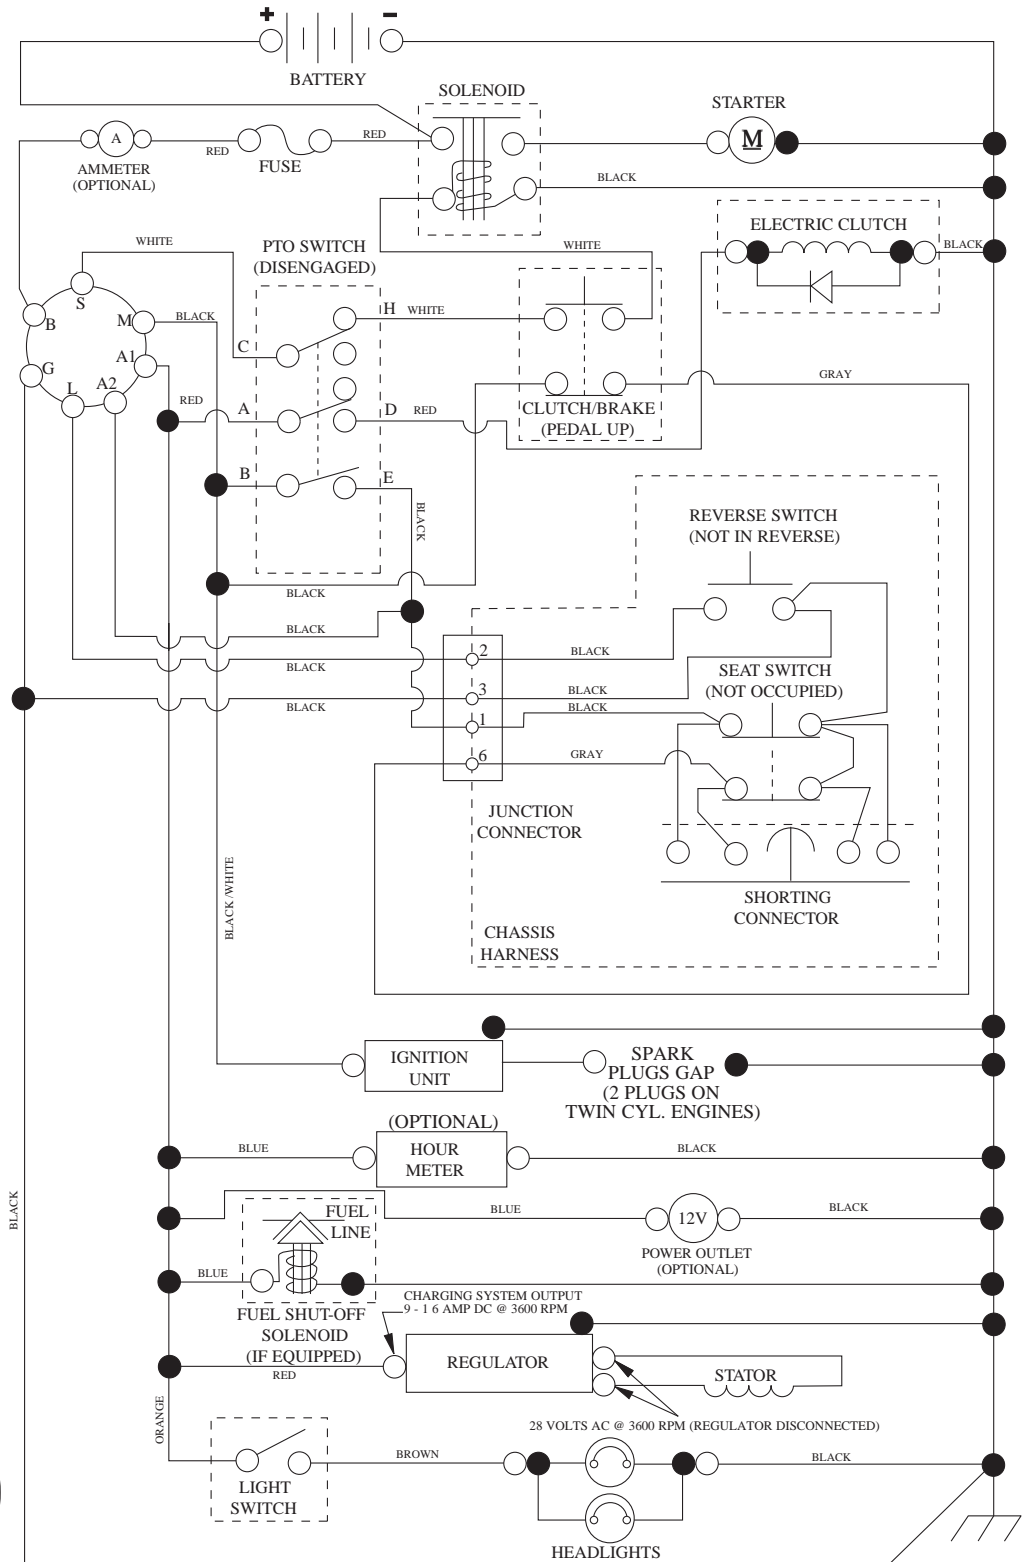 + −
BATTERY
SOLENOID
STARTER
A
RED
FUSE
RED
M
AMMETER
(OPTIONAL)
BLACK
WHITE
PTO SWITCH
(DISENGAGED)
WHITE
ELECTRIC CLUTCH
BLACK
S
B
M
BLACK
H
WHITE
C
G
A1
L
A2
RED
A
D
RED
CLUTCH/BRAKE
(PEDAL UP)
GRAY
B
E
BLACK
REVERSE SWITCH
(NOT IN REVERSE)
BLACK
BLACK
2
BLACK
BLACK
SEAT SWITCH
(NOT OCCUPIED)
3
BLACK
BLACK
1
BLACK
6
GRAY
JUNCTION
CONNECTOR
BLACK /WHITE
SHORTING
CONNECTOR
CHASSIS
HARNESS
IGNITION
UNIT
SPARK
PLUGS GAP
(2 PLUGS ON
TWIN CYL. ENGINES)
(OPTIONAL)
HOUR
METER
BLUE
BLACK
BLACK
FUEL
LINE
BLUE
12V
BLACK
POWER OUTLET
(OPTIONAL)
BLUE
FUEL SHUT-OFF
SOLENOID
(IF EQUIPPED)
CHARGING SYSTEM OUTPUT
9 - 1 6 AMP DC @ 3600 RPM
RED
REGULATOR
STATOR
28 VOLTS AC @ 3600 RPM (REGULATOR DISCONNECTED)
ORANGE
LIGHT
SWITCH
BROWN
BLACK
HEADLIGHTS